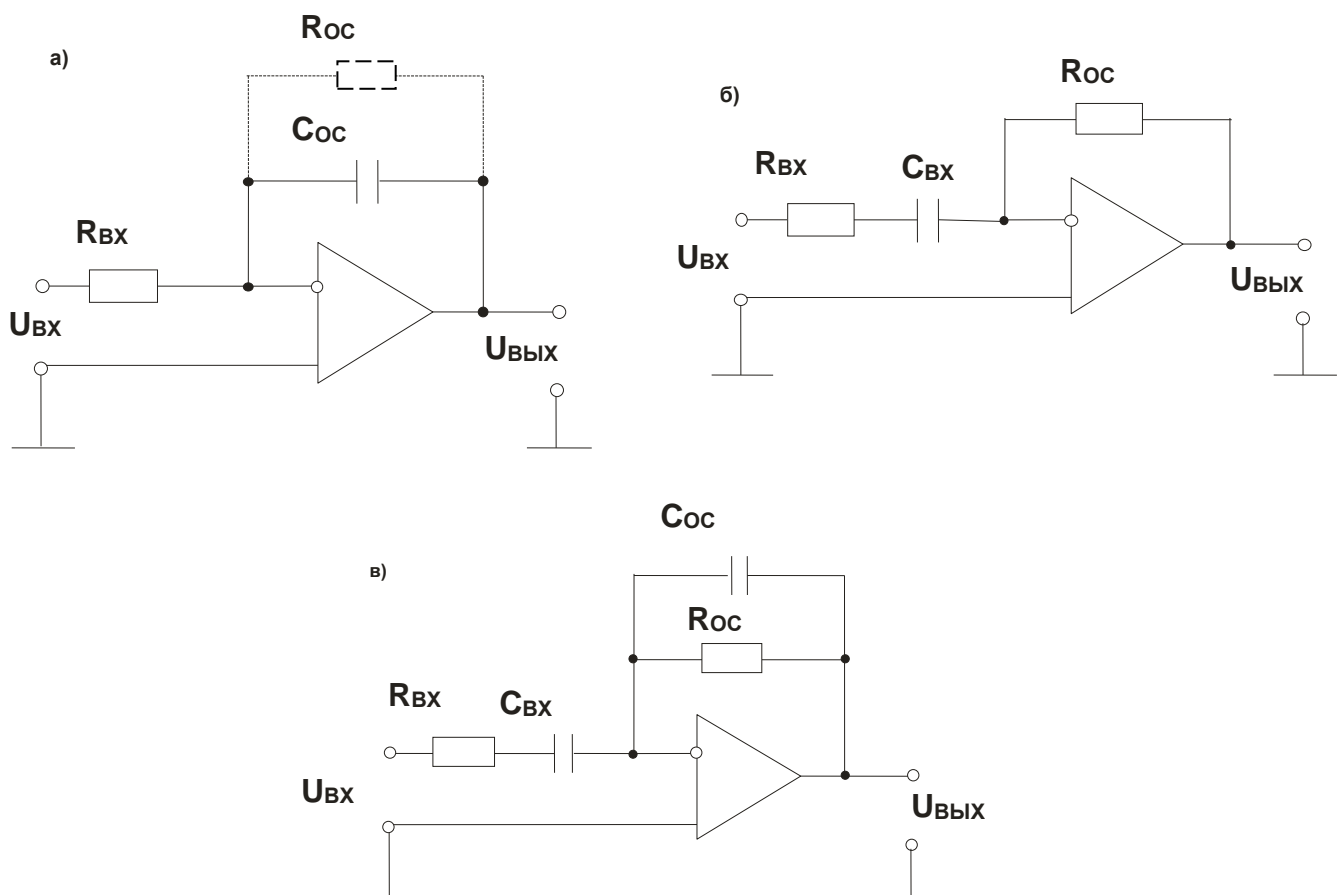 а)
Rос
Cос
Rвх
Uвх
Uвых
б)
Rос
Rвх
Cвх
Uвх
Uвых
в)
Cос
Rос
Rвх
Cвх
Uвх
Uвых